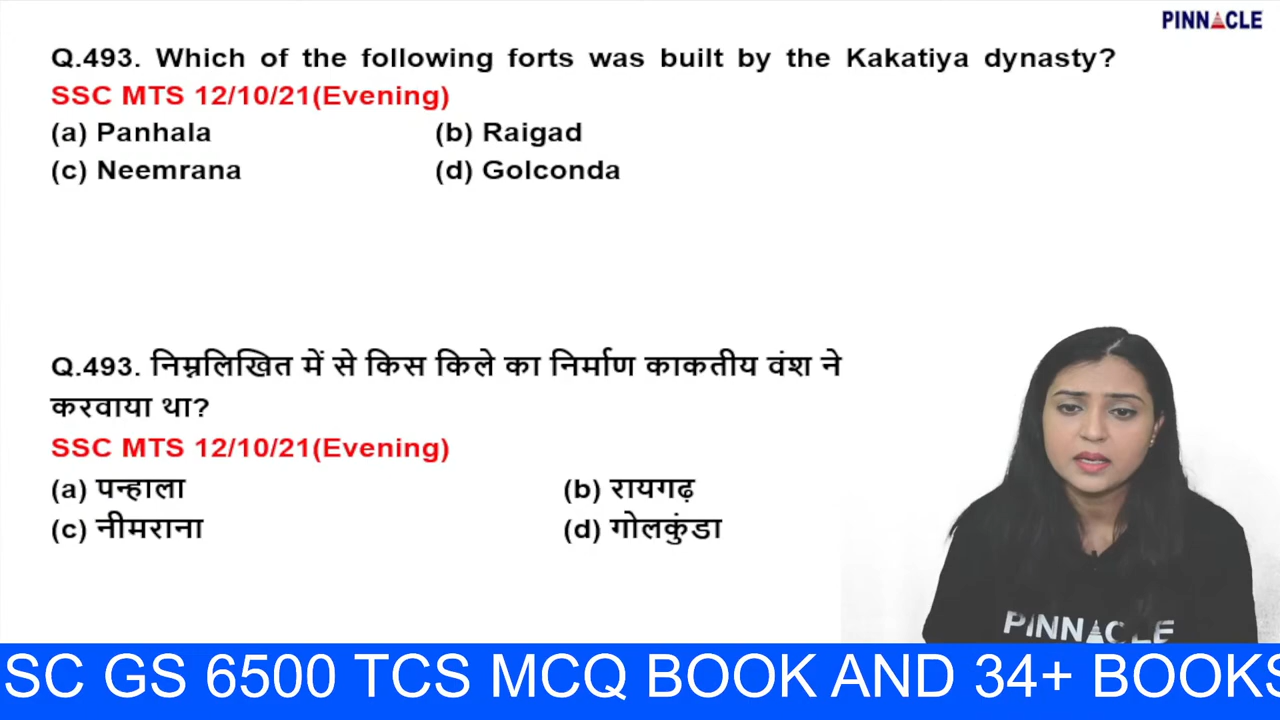 PINNACLE
Q.493. Which of the following forts was built by the Kakatiya dynasty?
SSC MTS 12/10/21(Evening)
(a) Panhala (b) Raigad
(c) Neemrana (d) Golconda
Q.493. निम्नलिखित में से किस किले का निर्माण काकतीय वंश ने
करवाया था?
SSC MTS 12/10/21(Evening)
(a) पन्हाला (b) रायगढ़
(c) नीमराना (d) गोलकुंडा
PINNACLE
SC GS 6500 TCS MCQ BOOK AND 34+ BOOKS